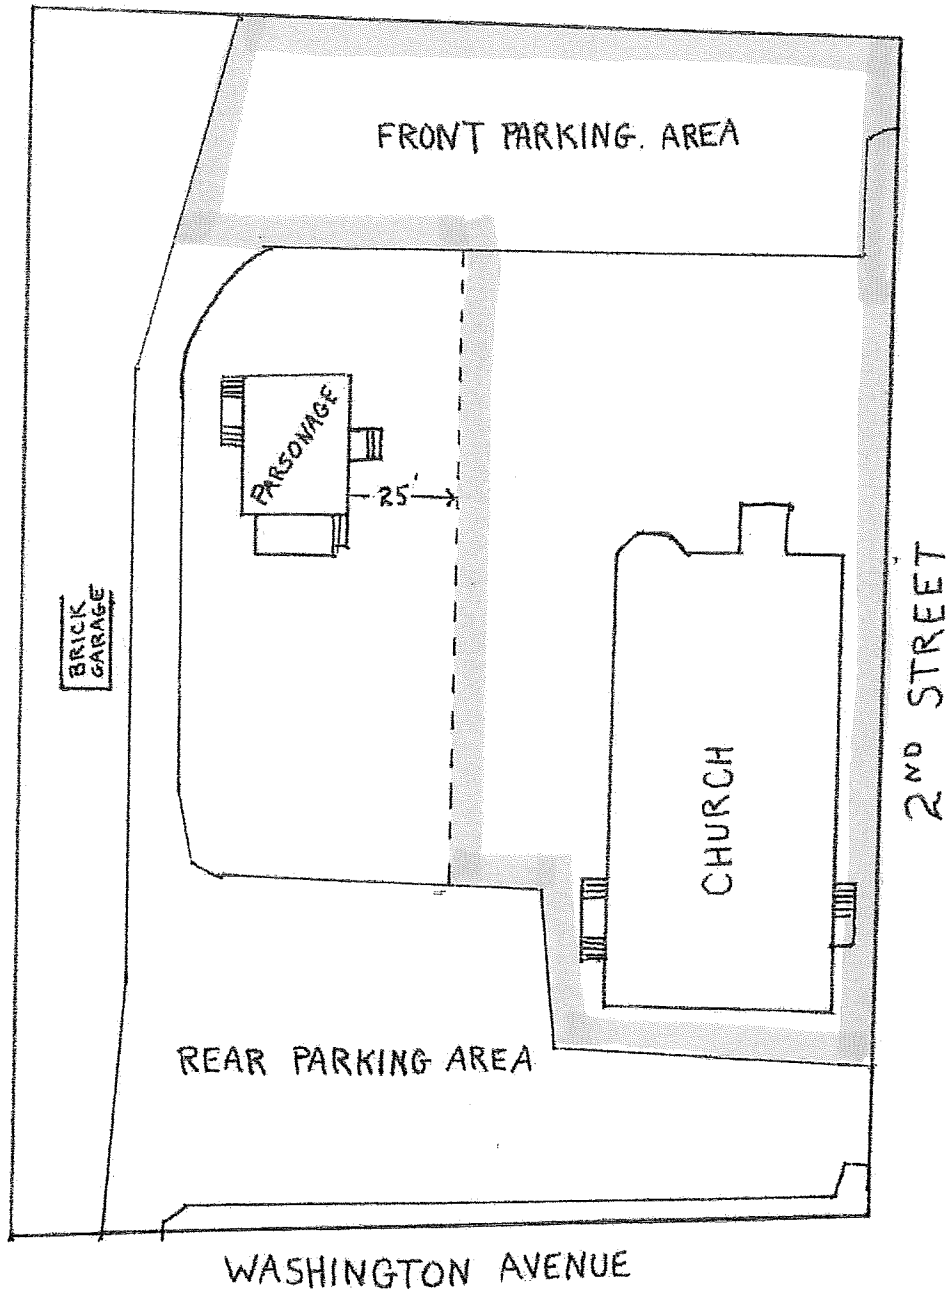 FRONT PARKING. AREA
PARSONAGE
25'
BRICK
GARAGE
CHURCH
2ND STREET
REAR PARKING AREA
WASHINGTON AVENUE